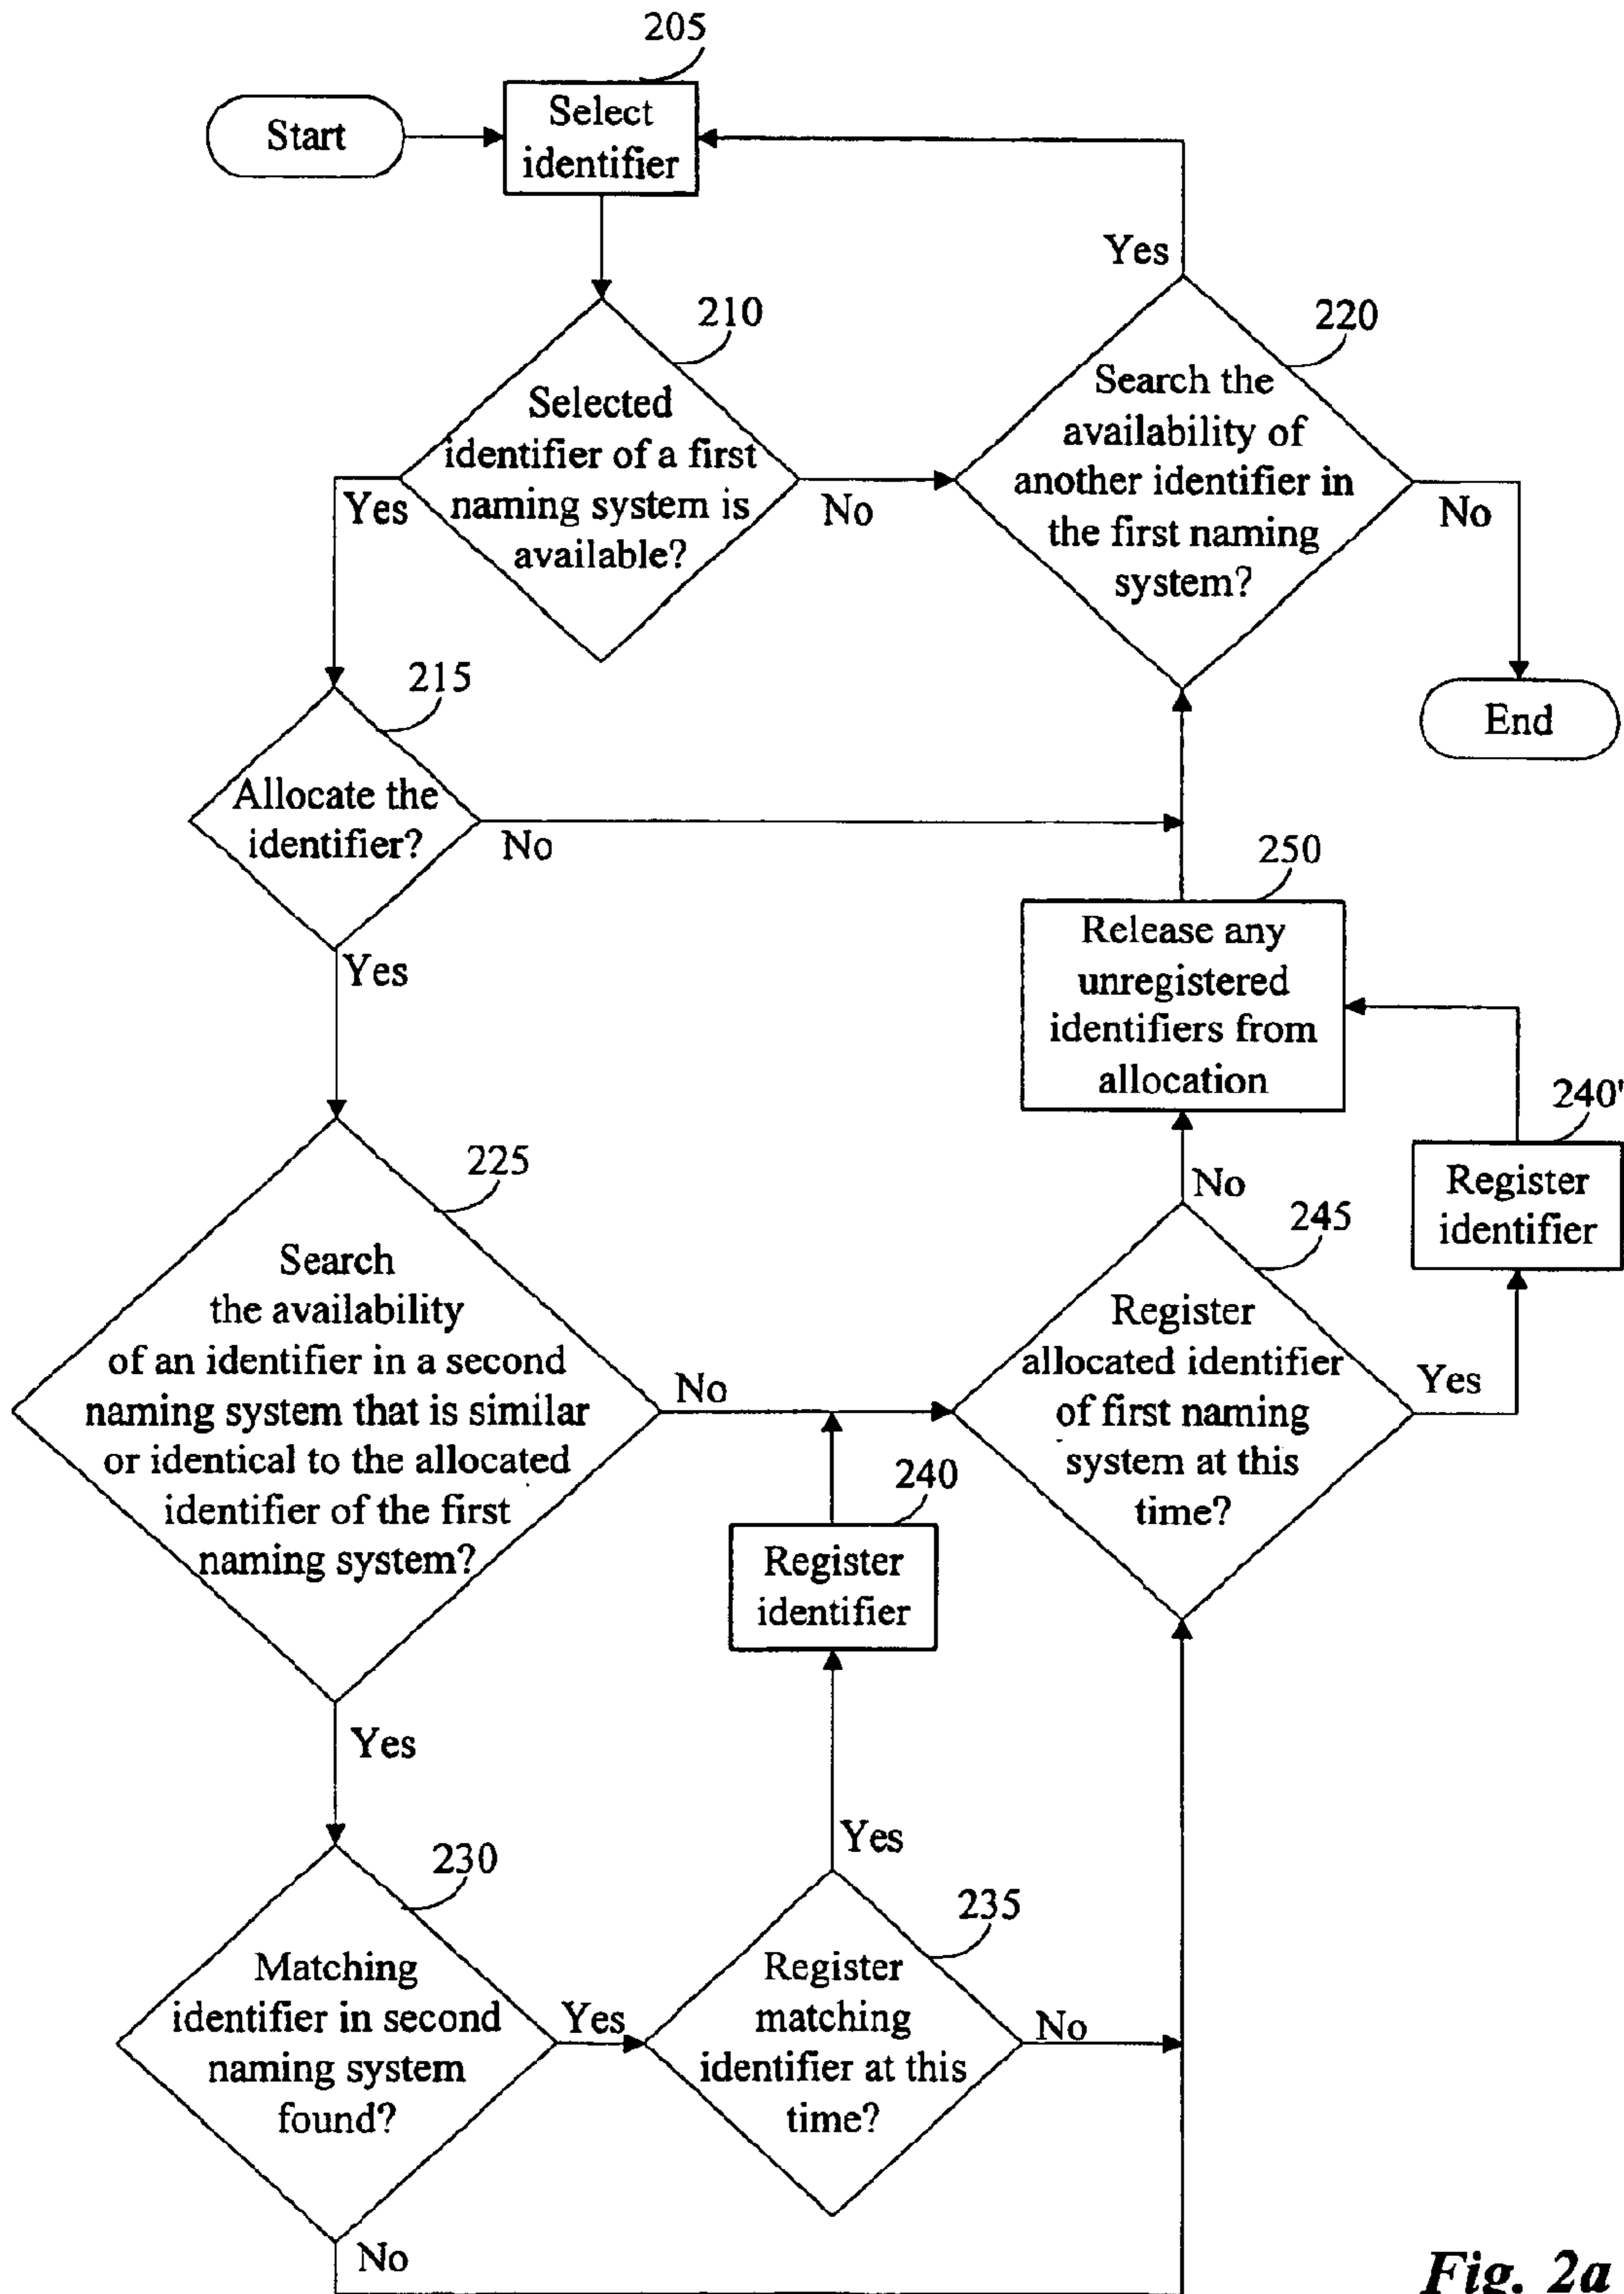 205
Start
Select
identifier
Yes
210
220
Selected
identifier of a first
naming system is
available?
Yes
No
Search the
availability of
another identifier in
the first naming
system?
No
End
215
Allocate the
identifier?
No
Yes
250
Release any
unregistered
identifiers from
allocation
240'
Register
identifier
225
Search
the availability
of an identifier in a second
naming system that is similar
or identical to the allocated
identifier of the first
naming system?
No
Yes
No
245
Register
allocated identifier
of first naming
system at this
time?
Yes
240
Register
identifier
Yes
230
Matching
identifier in second
naming system
found?
Yes
No
235
Register
matching
identifier at this
time?
No
Fig. 2a